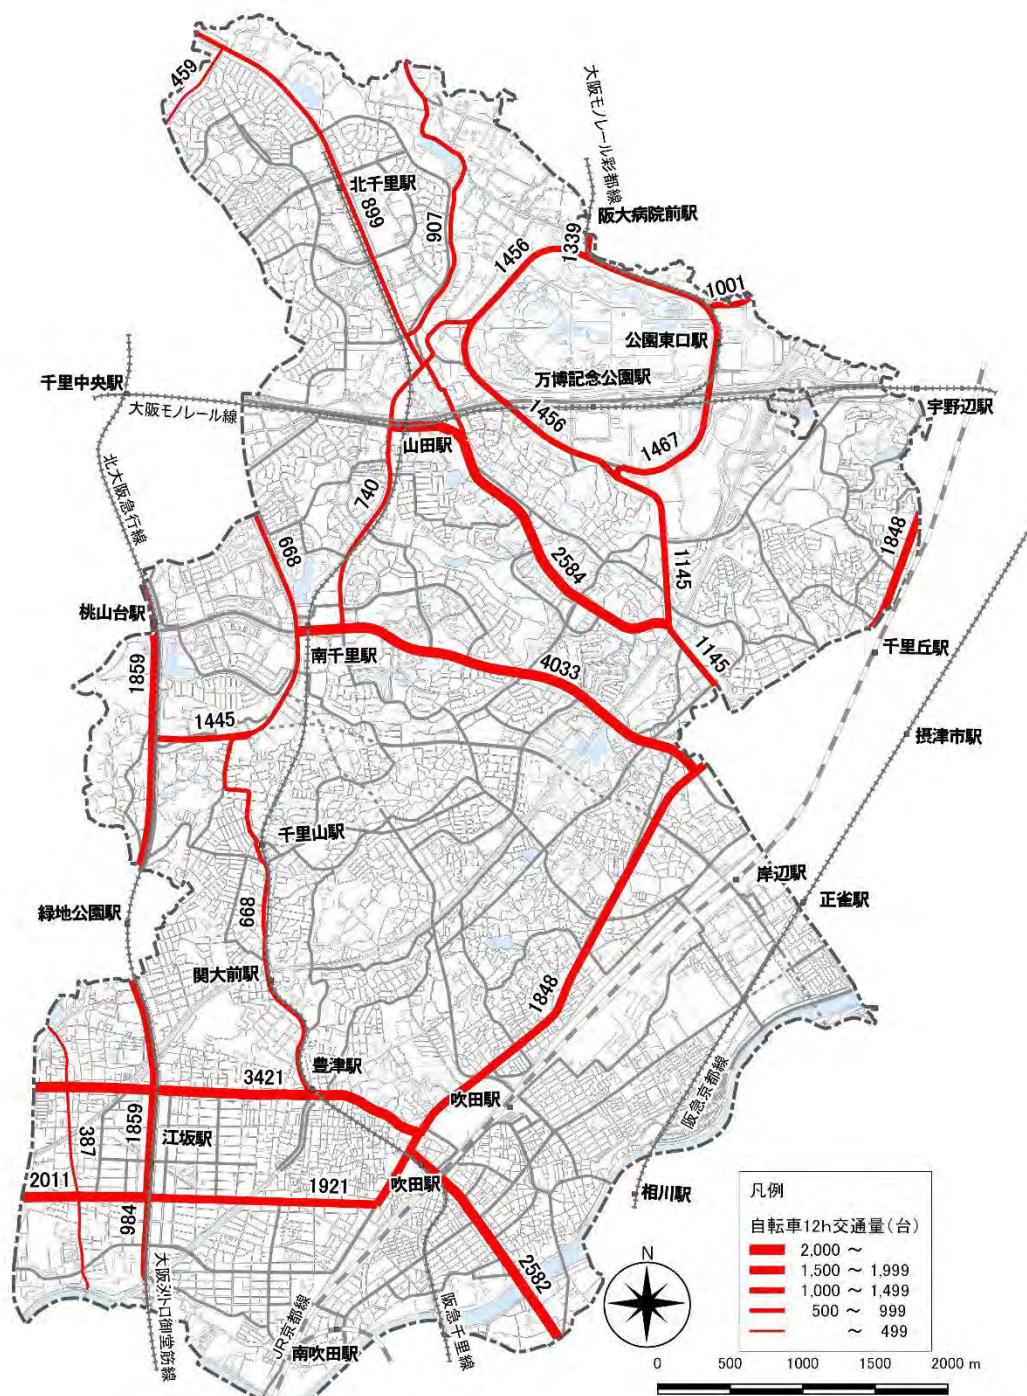 459
大阪モノレール彩都線
北千里駅
899
907
阪大病院前駅
1339
1456
1001
公園東口駅
万博記念公園駅
千里中央駅
大阪モノレール線
宇野辺駅
1456
山田駅
1467
北大阪急行線
740
668
2584
1145
1848
桃山台駅
南千里駅
千里丘駅
1859
4033
1145
1445
摂津市駅
千里山駅
岸辺駅
正雀駅
緑地公園駅
668
関大前駅
1848
豊津駅
3421
吹田駅
阪急京都線
1859
387
江坂駅
2011
1921
吹田駅
相川駅
984
2582
大阪メトロ御堂筋線
JR京都線
阪急千里線
南吹田駅
凡例
自転車12h交通量(台)
2,000 ～
1,500 ～ 1,999
1,000 ～ 1,499
500 ～ 999
～ 499
N
0 500 1000 1500 2000 m